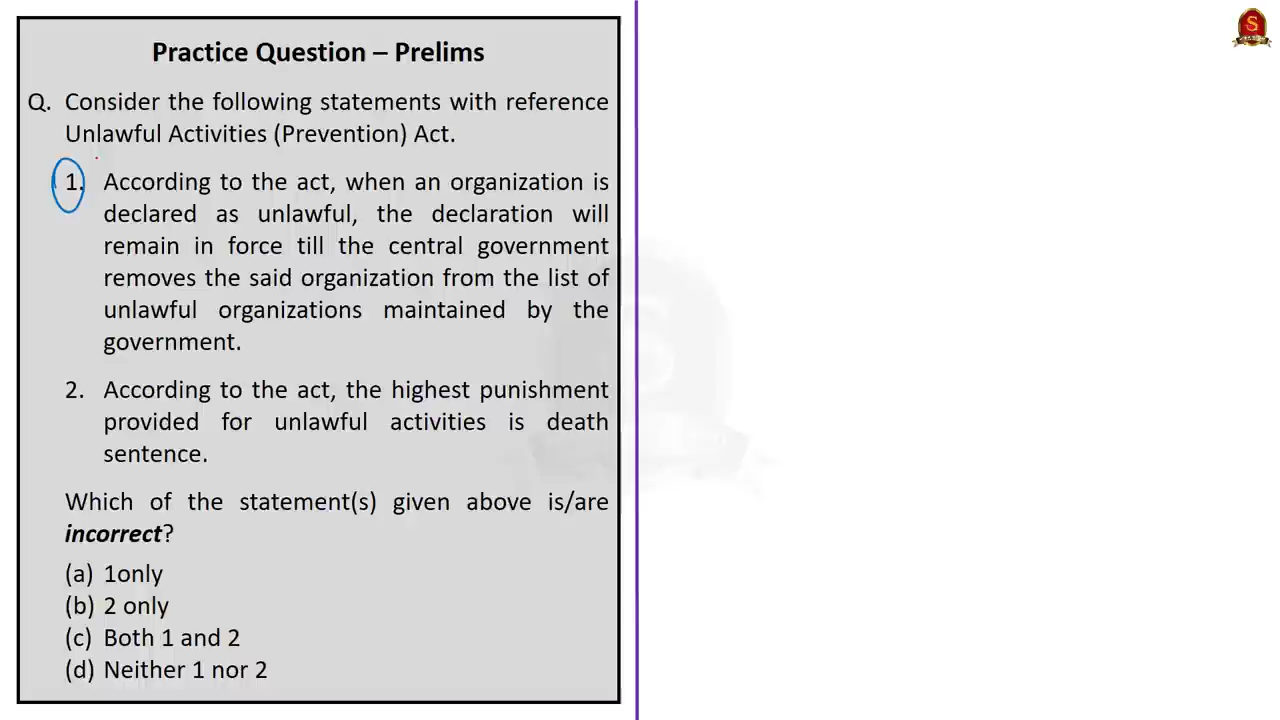 Practice Question – Prelims
Q. Consider the following statements with reference
Unlawful Activities (Prevention) Act.
1. According to the act, when an organization is
declared as unlawful, the declaration will
remain in force till the central government
removes the said organization from the list of
unlawful organizations maintained by the
government.
2. According to the act, the highest punishment
provided for unlawful activities is death
sentence.
Which of the statement(s) given above is/are
incorrect?
(a) 1only
(b) 2 only
(c) Both 1 and 2
(d) Neither 1 nor 2
S